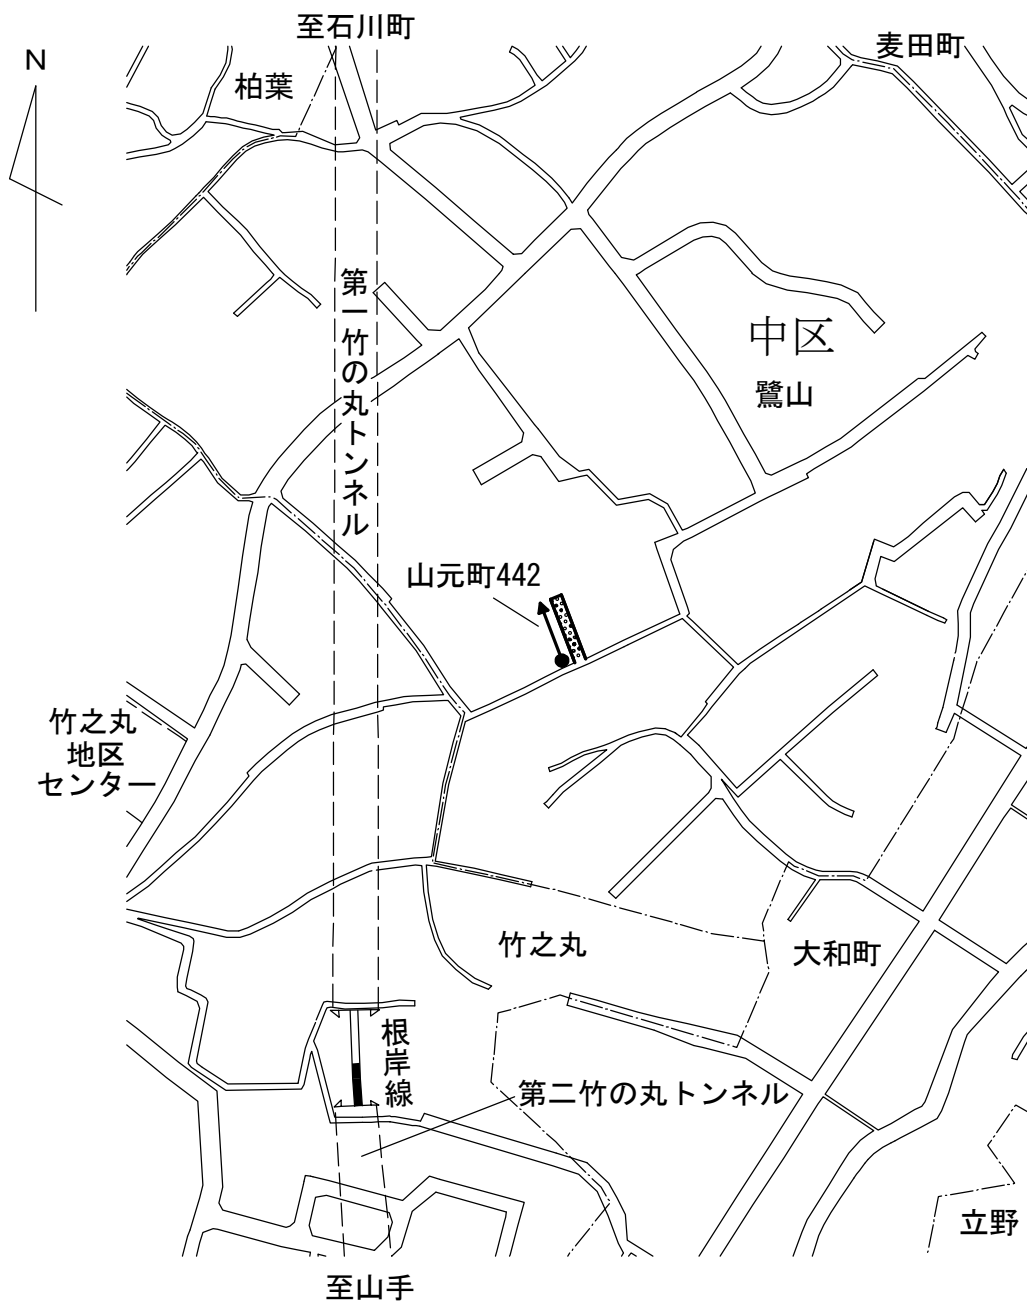 至石川町
麦田町
N
柏葉
第一竹の丸トンネル
中区
鷺山
山元町442
竹之丸
地区
センター
竹之丸
大和町
根岸線
第二竹の丸トンネル
立野
至山手